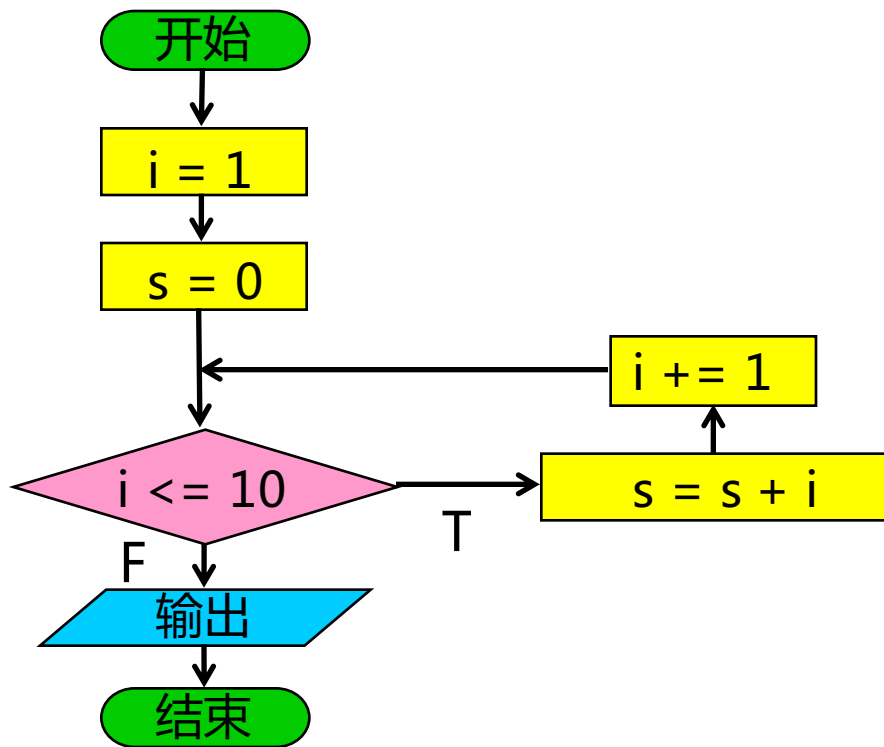 开始
i = 1
s = 0
i += 1
i <= 10
s = s + i
T
F
输出
结束